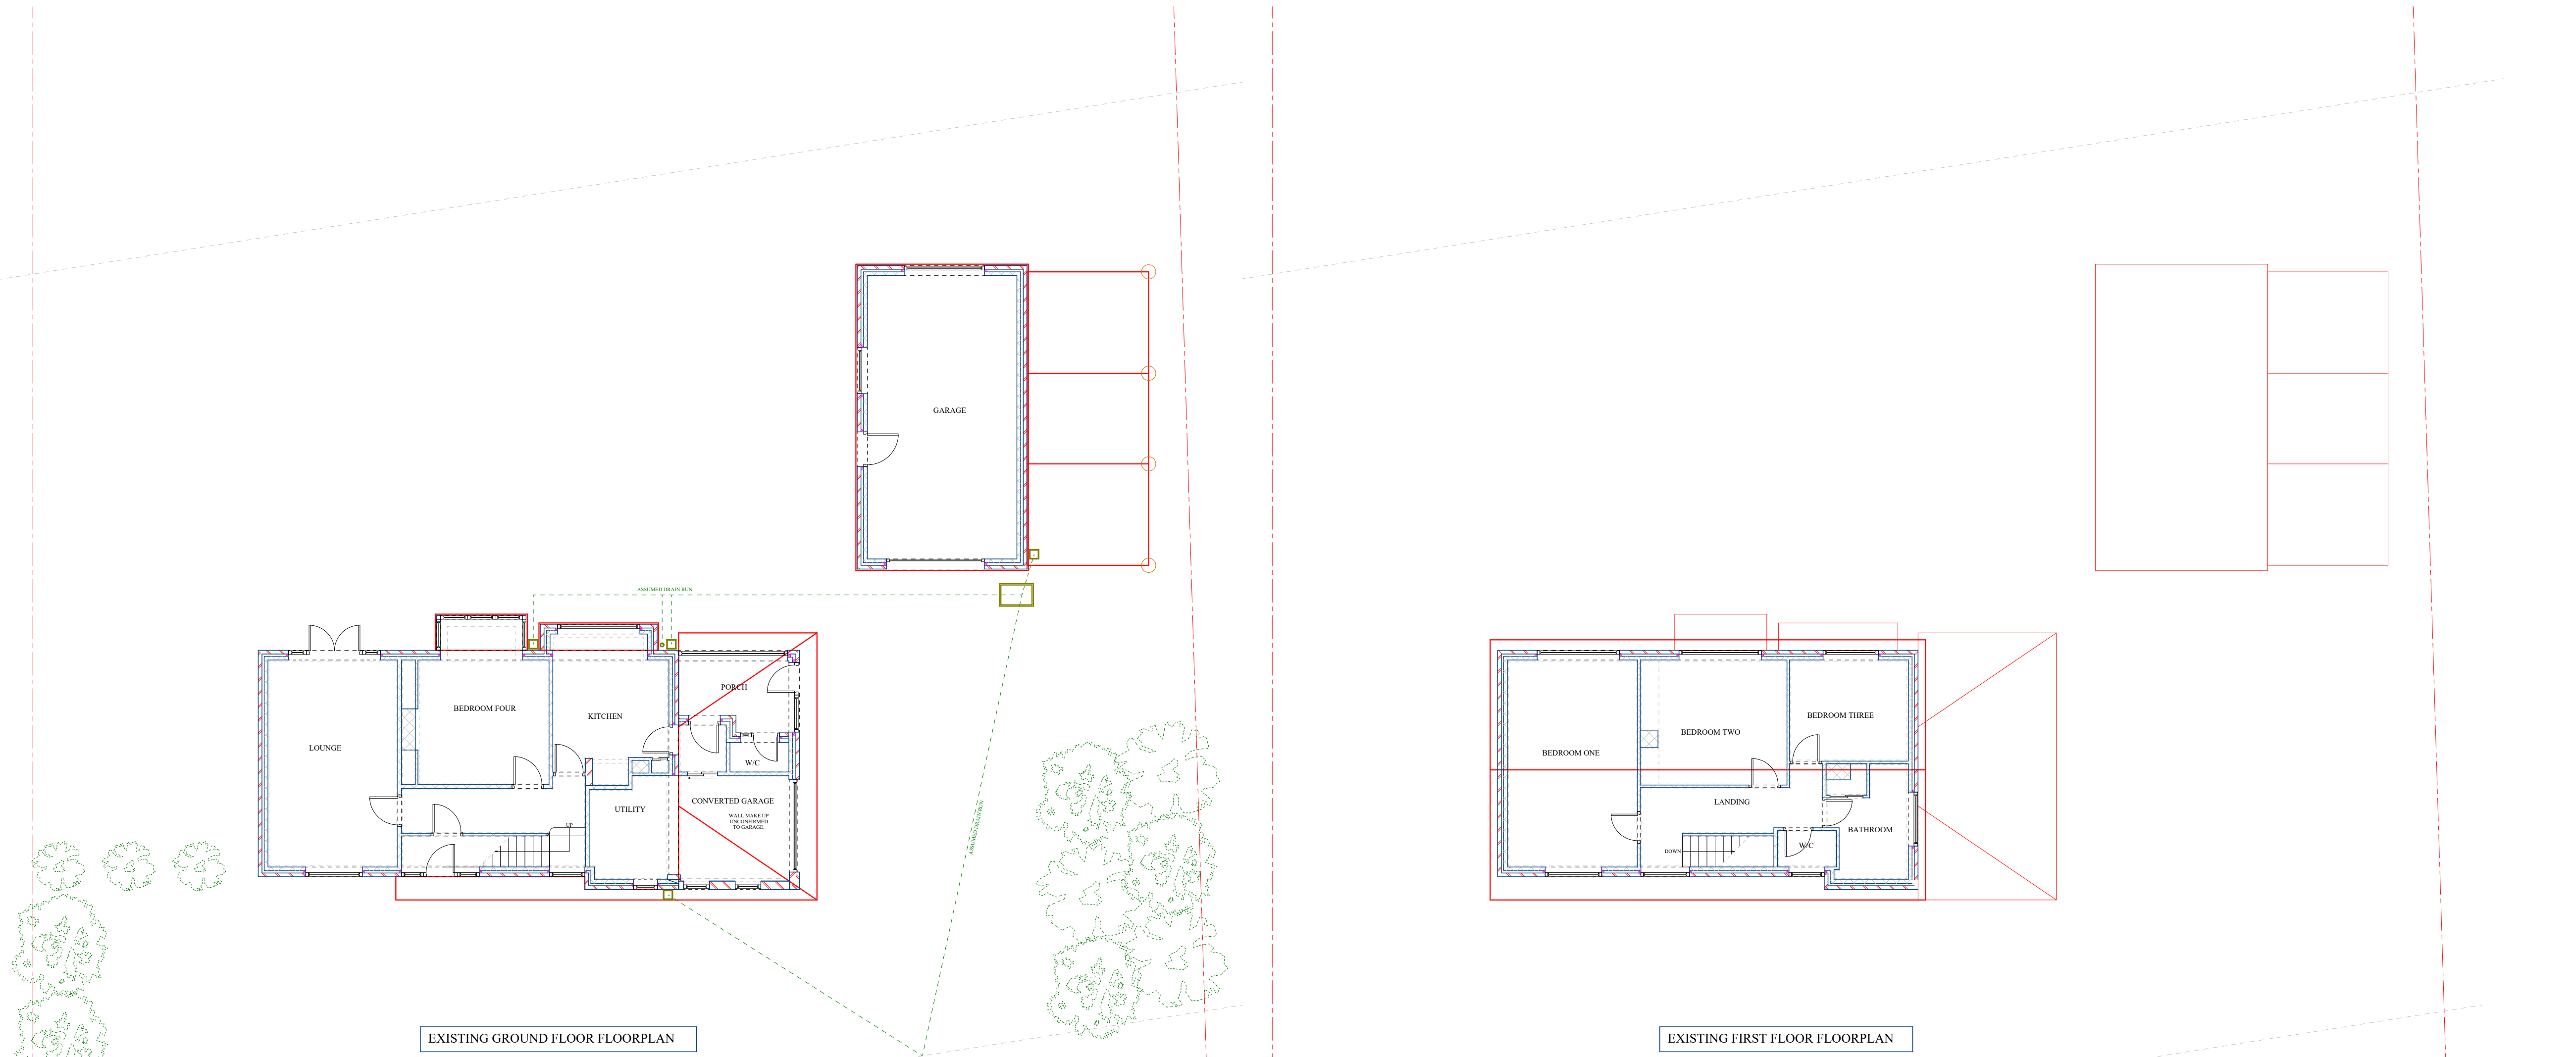 GARAGE
ASSUMED DRAIN RUN
PORCH
BEDROOM FOUR
KITCHEN
LOUNGE
W/C
CONVERTED GARAGE
WALL MAKE UP
UNCONFIRMED
TO GARAGE.
UTILITY
UP
ASSUMED DRAIN RUN
EXISTING GROUND FLOOR FLOORPLAN
BEDROOM THREE
BEDROOM TWO
BEDROOM ONE
LANDING
BATHROOM
W/C
DOWN
EXISTING FIRST FLOOR FLOORPLAN